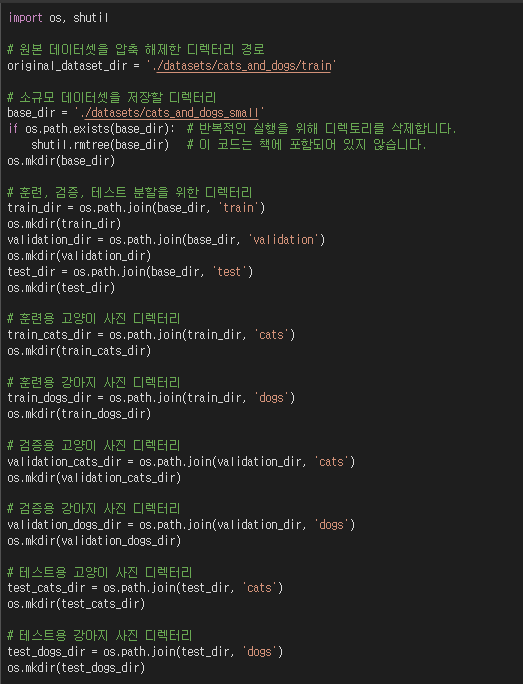 import os, shutil
# 원본 데이터셋을 압축 해제한 디렉터리 경로
original_dataset_dir = './datasets/cats_and_dogs/train'
# 소규모 데이터셋을 저장할 디렉터리
base_dir = './datasets/cats_and_dogs_small'
if os.path.exists(base_dir):  # 반복적인 실행을 위해 디렉토리를 삭제합니다.
    shutil.rmtree(base_dir)   # 이 코드는 책에 포함되어 있지 않습니다.
os.mkdir(base_dir)
# 훈련, 검증, 테스트 분할을 위한 디렉터리
train_dir = os.path.join(base_dir, 'train')
os.mkdir(train_dir)
validation_dir = os.path.join(base_dir, 'validation')
os.mkdir(validation_dir)
test_dir = os.path.join(base_dir, 'test')
os.mkdir(test_dir)
# 훈련용 고양이 사진 디렉터리
train_cats_dir = os.path.join(train_dir, 'cats')
os.mkdir(train_cats_dir)
# 훈련용 강아지 사진 디렉터리
train_dogs_dir = os.path.join(train_dir, 'dogs')
os.mkdir(train_dogs_dir)
# 검증용 고양이 사진 디렉터리
validation_cats_dir = os.path.join(validation_dir, 'cats')
os.mkdir(validation_cats_dir)
# 검증용 강아지 사진 디렉터리
validation_dogs_dir = os.path.join(validation_dir, 'dogs')
os.mkdir(validation_dogs_dir)
# 테스트용 고양이 사진 디렉터리
test_cats_dir = os.path.join(test_dir, 'cats')
os.mkdir(test_cats_dir)
# 테스트용 강아지 사진 디렉터리
test_dogs_dir = os.path.join(test_dir, 'dogs')
os.mkdir(test_dogs_dir)